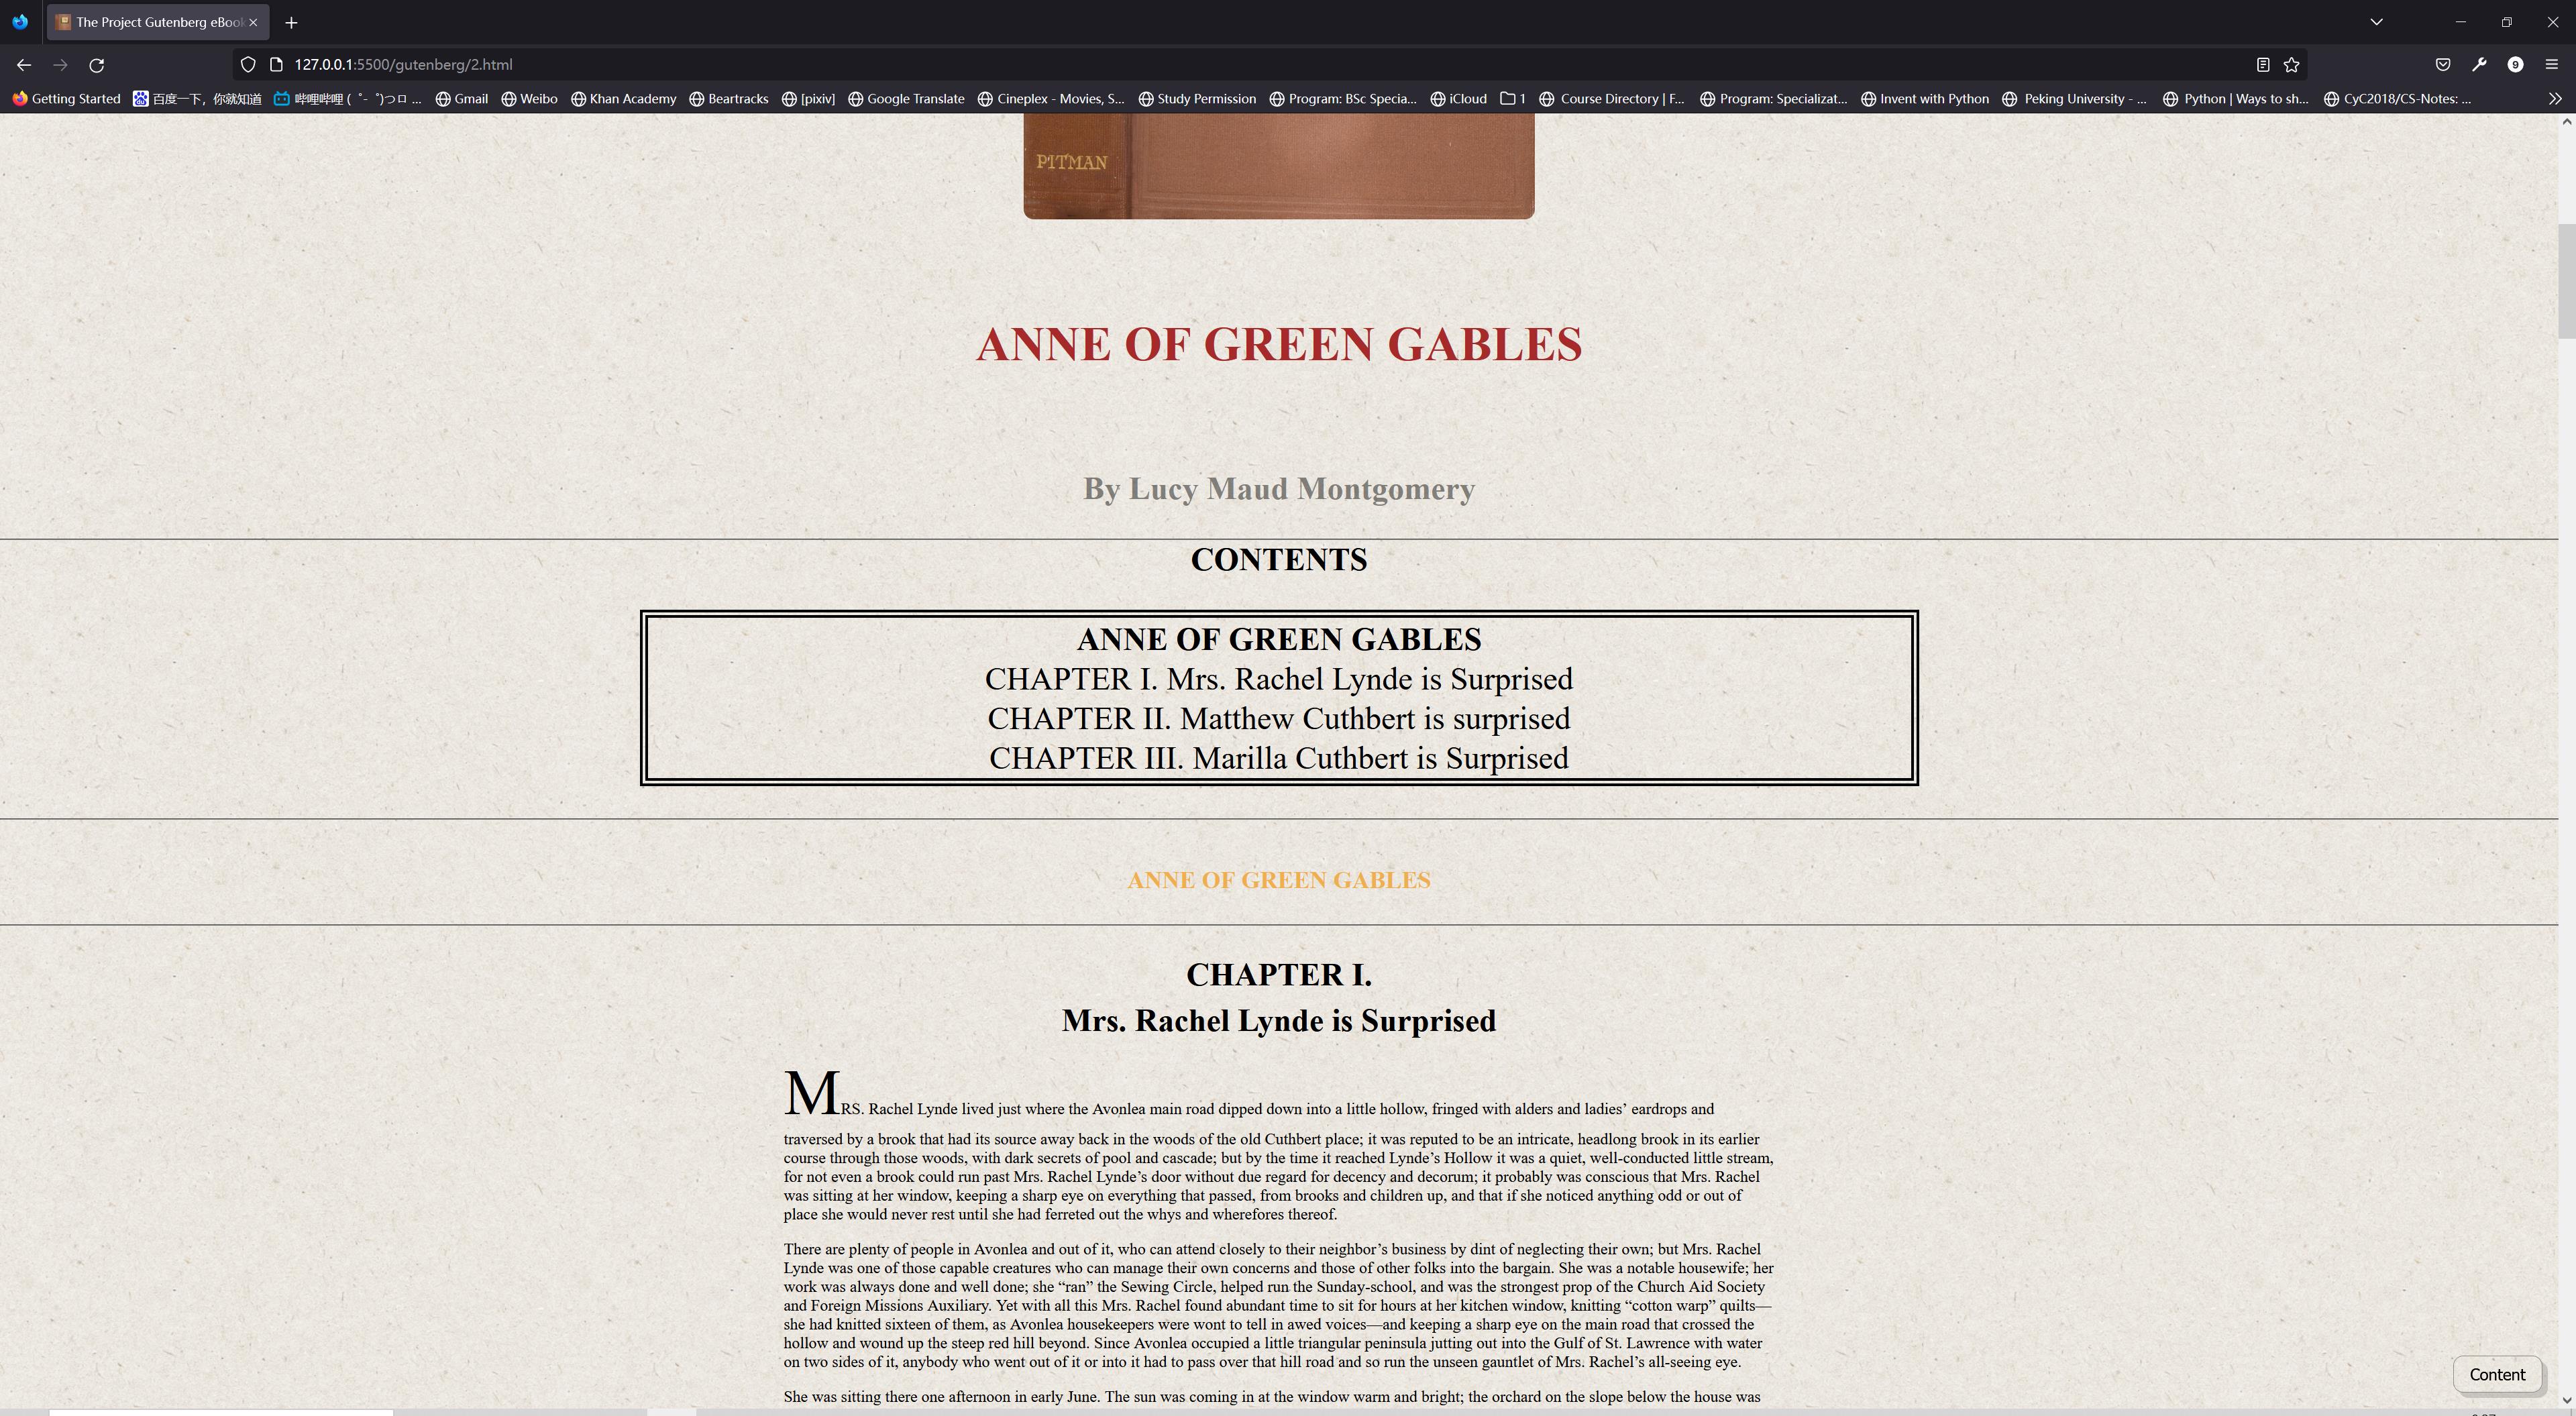 The Project Gutenberg eBook
127.0.0.1:5500/gutenberg/2.html
9
Getting Started
百度一下，你就知道
哔哩哔哩 ( ゜- ゜)つロ ...
Gmail
Weibo
Khan Academy
Beartracks
[pixiv]
Google Translate
Cineplex - Movies, S...
Study Permission
Program: BSc Specia...
iCloud
1
Course Directory | F...
Program: Specializat...
Invent with Python
Peking University - ...
Python | Ways to sh...
CyC2018/CS-Notes: ...
PITMAN
ANNE OF GREEN GABLES
By Lucy Maud Montgomery
CONTENTS
ANNE OF GREEN GABLES
CHAPTER I. Mrs. Rachel Lynde is Surprised
CHAPTER II. Matthew Cuthbert is surprised
CHAPTER III. Marilla Cuthbert is Surprised
ANNE OF GREEN GABLES
CHAPTER I.
Mrs. Rachel Lynde is Surprised
MRS. Rachel Lynde lived just where the Avonlea main road dipped down into a little hollow, fringed with alders and ladies’ eardrops and
traversed by a brook that had its source away back in the woods of the old Cuthbert place; it was reputed to be an intricate, headlong brook in its earlier
course through those woods, with dark secrets of pool and cascade; but by the time it reached Lynde’s Hollow it was a quiet, well-conducted little stream,
for not even a brook could run past Mrs. Rachel Lynde’s door without due regard for decency and decorum; it probably was conscious that Mrs. Rachel
was sitting at her window, keeping a sharp eye on everything that passed, from brooks and children up, and that if she noticed anything odd or out of
place she would never rest until she had ferreted out the whys and wherefores thereof.
There are plenty of people in Avonlea and out of it, who can attend closely to their neighbor’s business by dint of neglecting their own; but Mrs. Rachel
Lynde was one of those capable creatures who can manage their own concerns and those of other folks into the bargain. She was a notable housewife; her
work was always done and well done; she “ran” the Sewing Circle, helped run the Sunday-school, and was the strongest prop of the Church Aid Society
and Foreign Missions Auxiliary. Yet with all this Mrs. Rachel found abundant time to sit for hours at her kitchen window, knitting “cotton warp” quilts—
she had knitted sixteen of them, as Avonlea housekeepers were wont to tell in awed voices—and keeping a sharp eye on the main road that crossed the
hollow and wound up the steep red hill beyond. Since Avonlea occupied a little triangular peninsula jutting out into the Gulf of St. Lawrence with water
on two sides of it, anybody who went out of it or into it had to pass over that hill road and so run the unseen gauntlet of Mrs. Rachel’s all-seeing eye.
She was sitting there one afternoon in early June. The sun was coming in at the window warm and bright; the orchard on the slope below the house was
Content